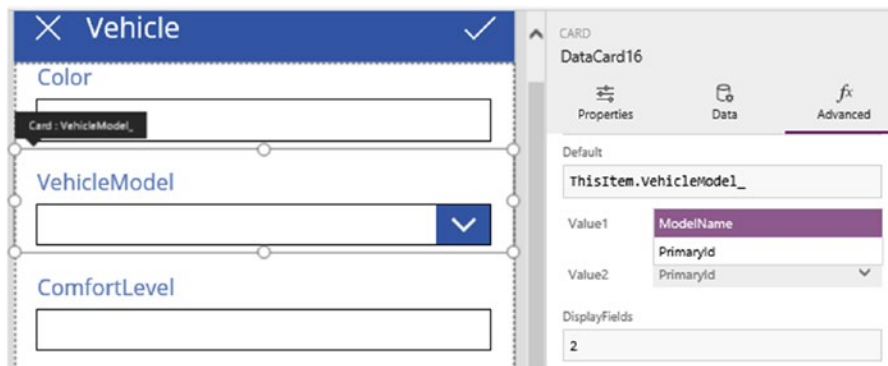 Vehicle
Color
Card : VehicleModel_
VehicleModel
ComfortLevel
CARD
DataCard16
Properties
Data
fx
Advanced
Default
ThisItem.VehicleModel_
Value1
ModelName
PrimaryId
Value2
PrimaryId
DisplayFields
2